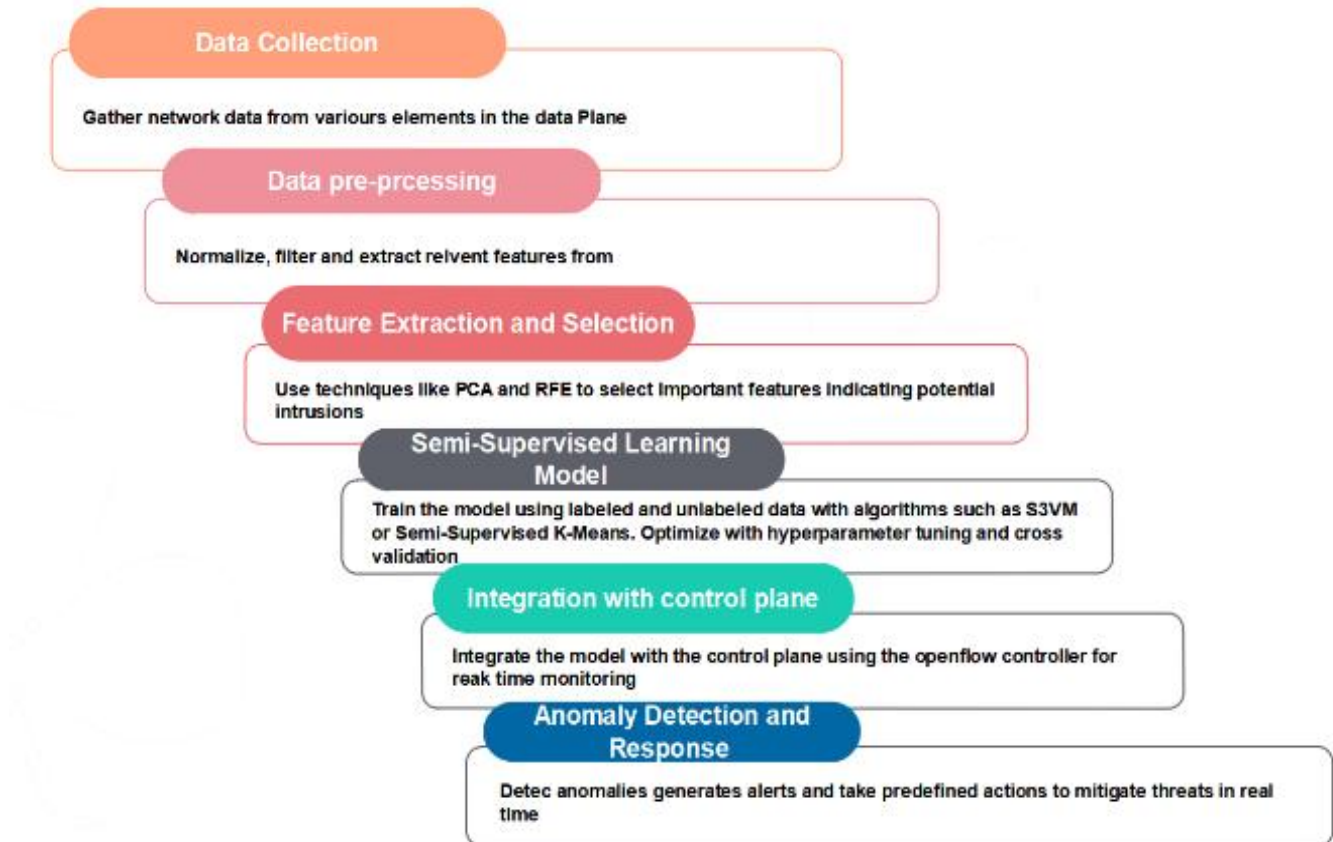 Data Collection
Gather network data from variours elements in the data Plane
Data pre-prcessing
Normalize, filter and extract relvent features from
Feature Extraction and Selection
Use techniques like PCA and RFE to select important features indicating potential
intrusions
Semi-Supervised Learning
Model
Train the model using labeled and unlabeled data with algorithms such as S3VM
or Semi-Supervised K-Means. Optimize with hyperparameter tuning and cross
validation
Integration with control plane
Integrate the model with the control plane using the openflow controller for
reak time monitoring
Anomaly Detection and
Response
Detec anomalies generates alerts and take predefined actions to mitigate threats in real
time